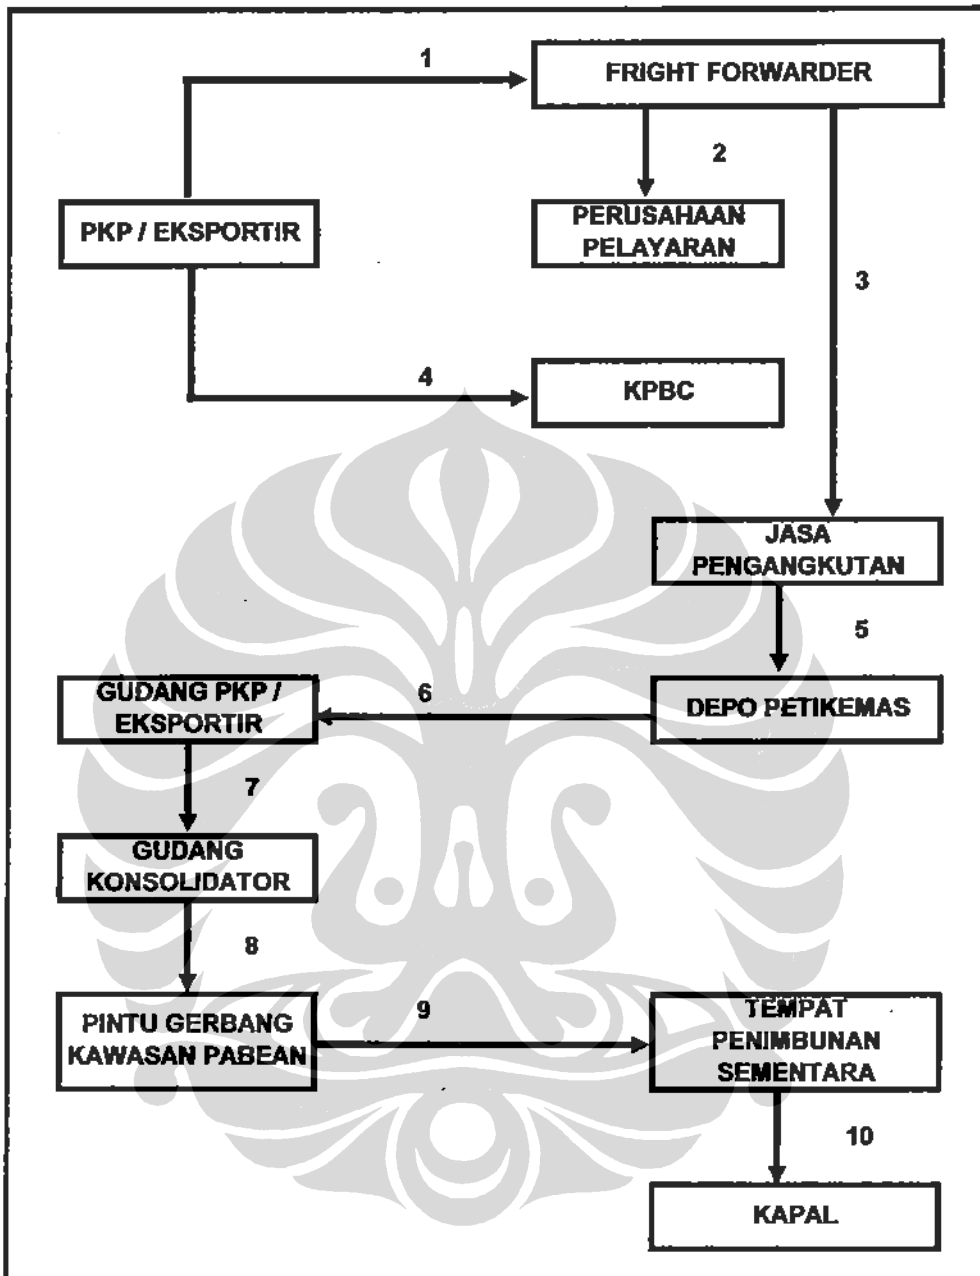 1
FRIGHT FORWARDER
2
PKP / EKSPORTIR
PERUSAHAAN
PELAYARAN
3
4
KPBC
JASA
PENGANGKUTAN
5
GUDANG PKP /
EKSPORTIR
6
DEPO PETIKEMAS
7
GUDANG
KONSOLIDATOR
8
PINTU GERBANG
KAWASAN PABEAN
9
TEMPAT
PENIMBUNAN
SEMENTARA
10
KAPAL